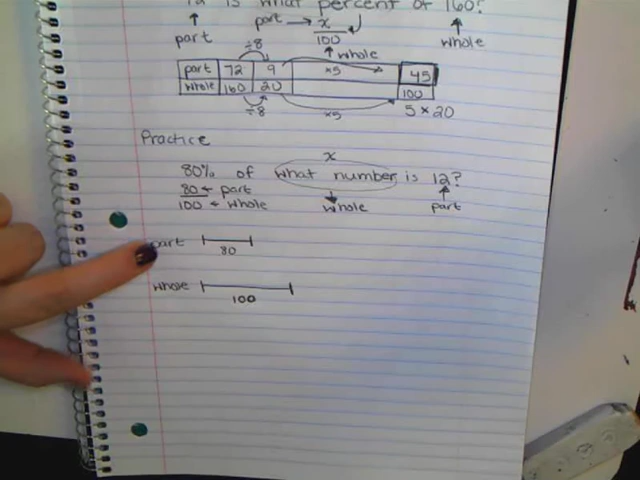 is what percent of 160?
part → x
100
part
whole
whole
÷8
part 72 9 ×5 45
whole 160 20 100
÷8 ×5 5 × 20
Practice
x
80% of what number is 12?
80 ← part
100 ← whole whole part
part
80
whole
100